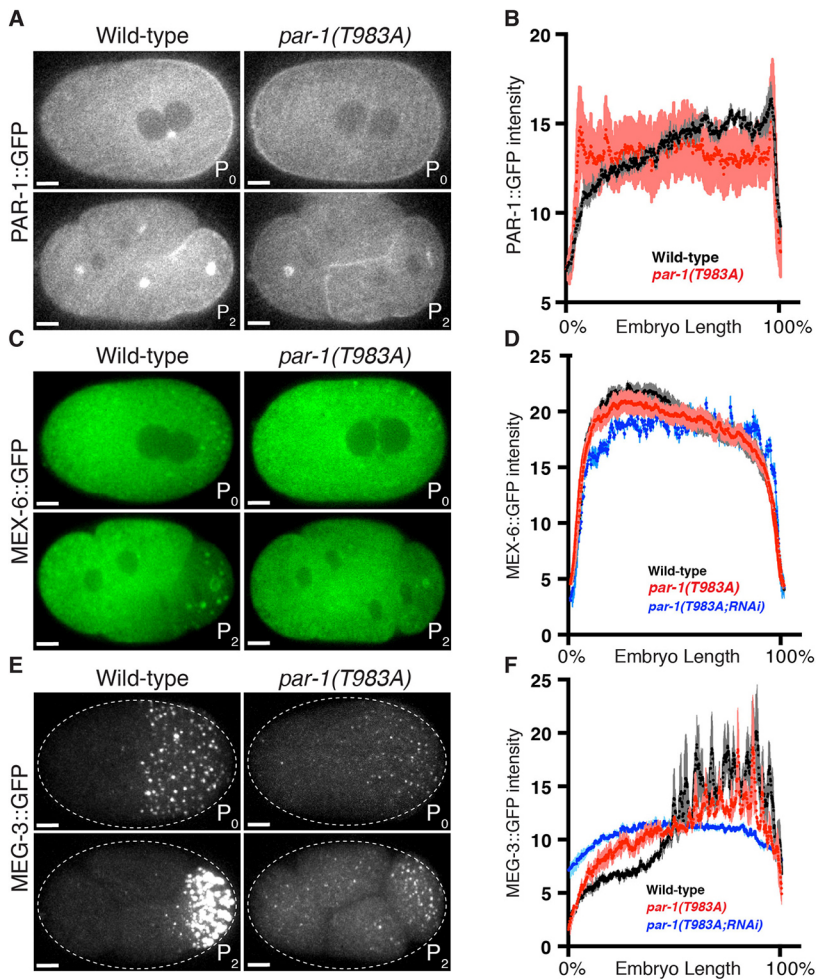 A
Wild-type par-1(T983A)
PAR-1::GFP
P0
P0
P2
P2
B
20
15
10
5
PAR-1::GFP intensity
Wild-type
par-1(T983A)
0% Embryo Length 100%
C
Wild-type par-1(T983A)
MEX-6::GFP
P0
P0
P2
P2
D
25
20
15
10
5
0
MEX-6::GFP intensity
Wild-type
par-1(T983A)
par-1(T983A;RNAi)
0% Embryo Length 100%
E
Wild-type par-1(T983A)
MEG-3::GFP
P0
P0
P2
P2
F
25
20
15
10
5
0
MEG-3::GFP intensity
Wild-type
par-1(T983A)
par-1(T983A;RNAi)
0% Embryo Length 100%